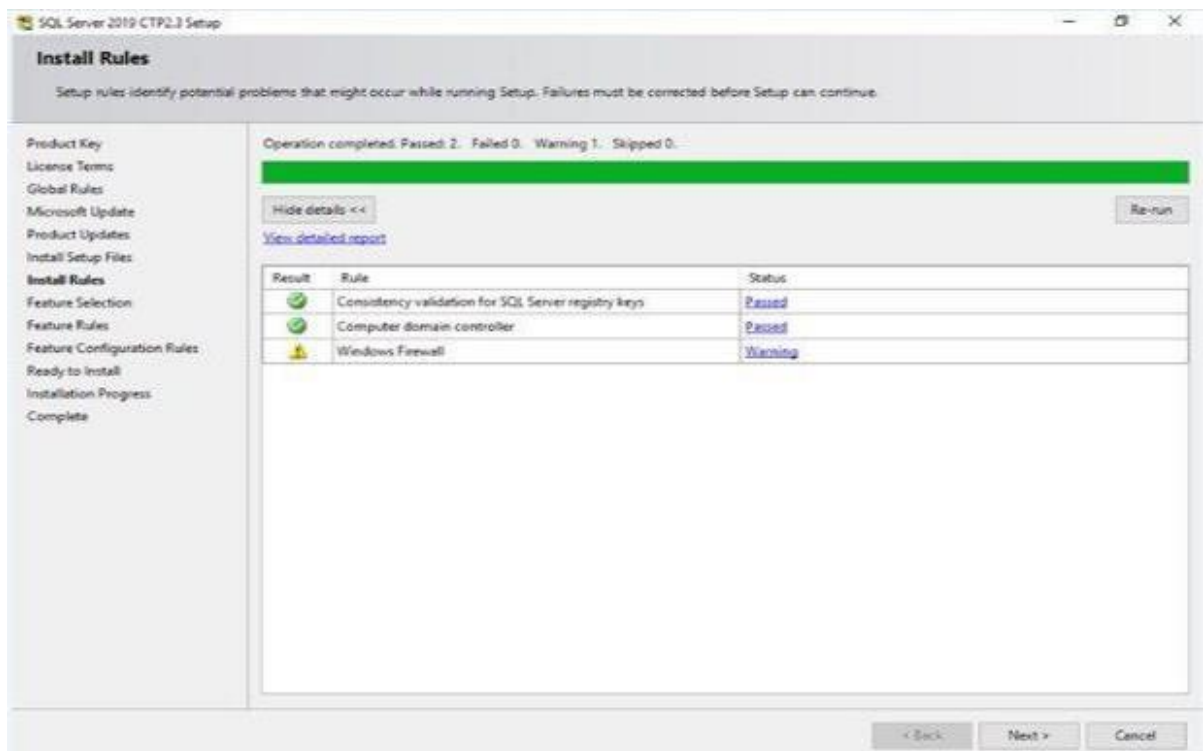 SQL Server 2019 CTP2.3 Setup
Install Rules
Setup rules identify potential problems that might occur while running Setup. Failures must be corrected before Setup can continue.
Product Key
License Terms
Global Rules
Microsoft Update
Product Updates
Install Setup Files
Install Rules
Feature Selection
Feature Rules
Feature Configuration Rules
Ready to Install
Installation Progress
Complete
Operation completed. Passed: 2. Failed 0. Warning 1. Skipped 0.
Hide details <<
Re-run
View detailed report
Result Rule Status
Consistency validation for SQL Server registry keys Passed
Computer domain controller Passed
Windows Firewall Warning
< Back Next > Cancel